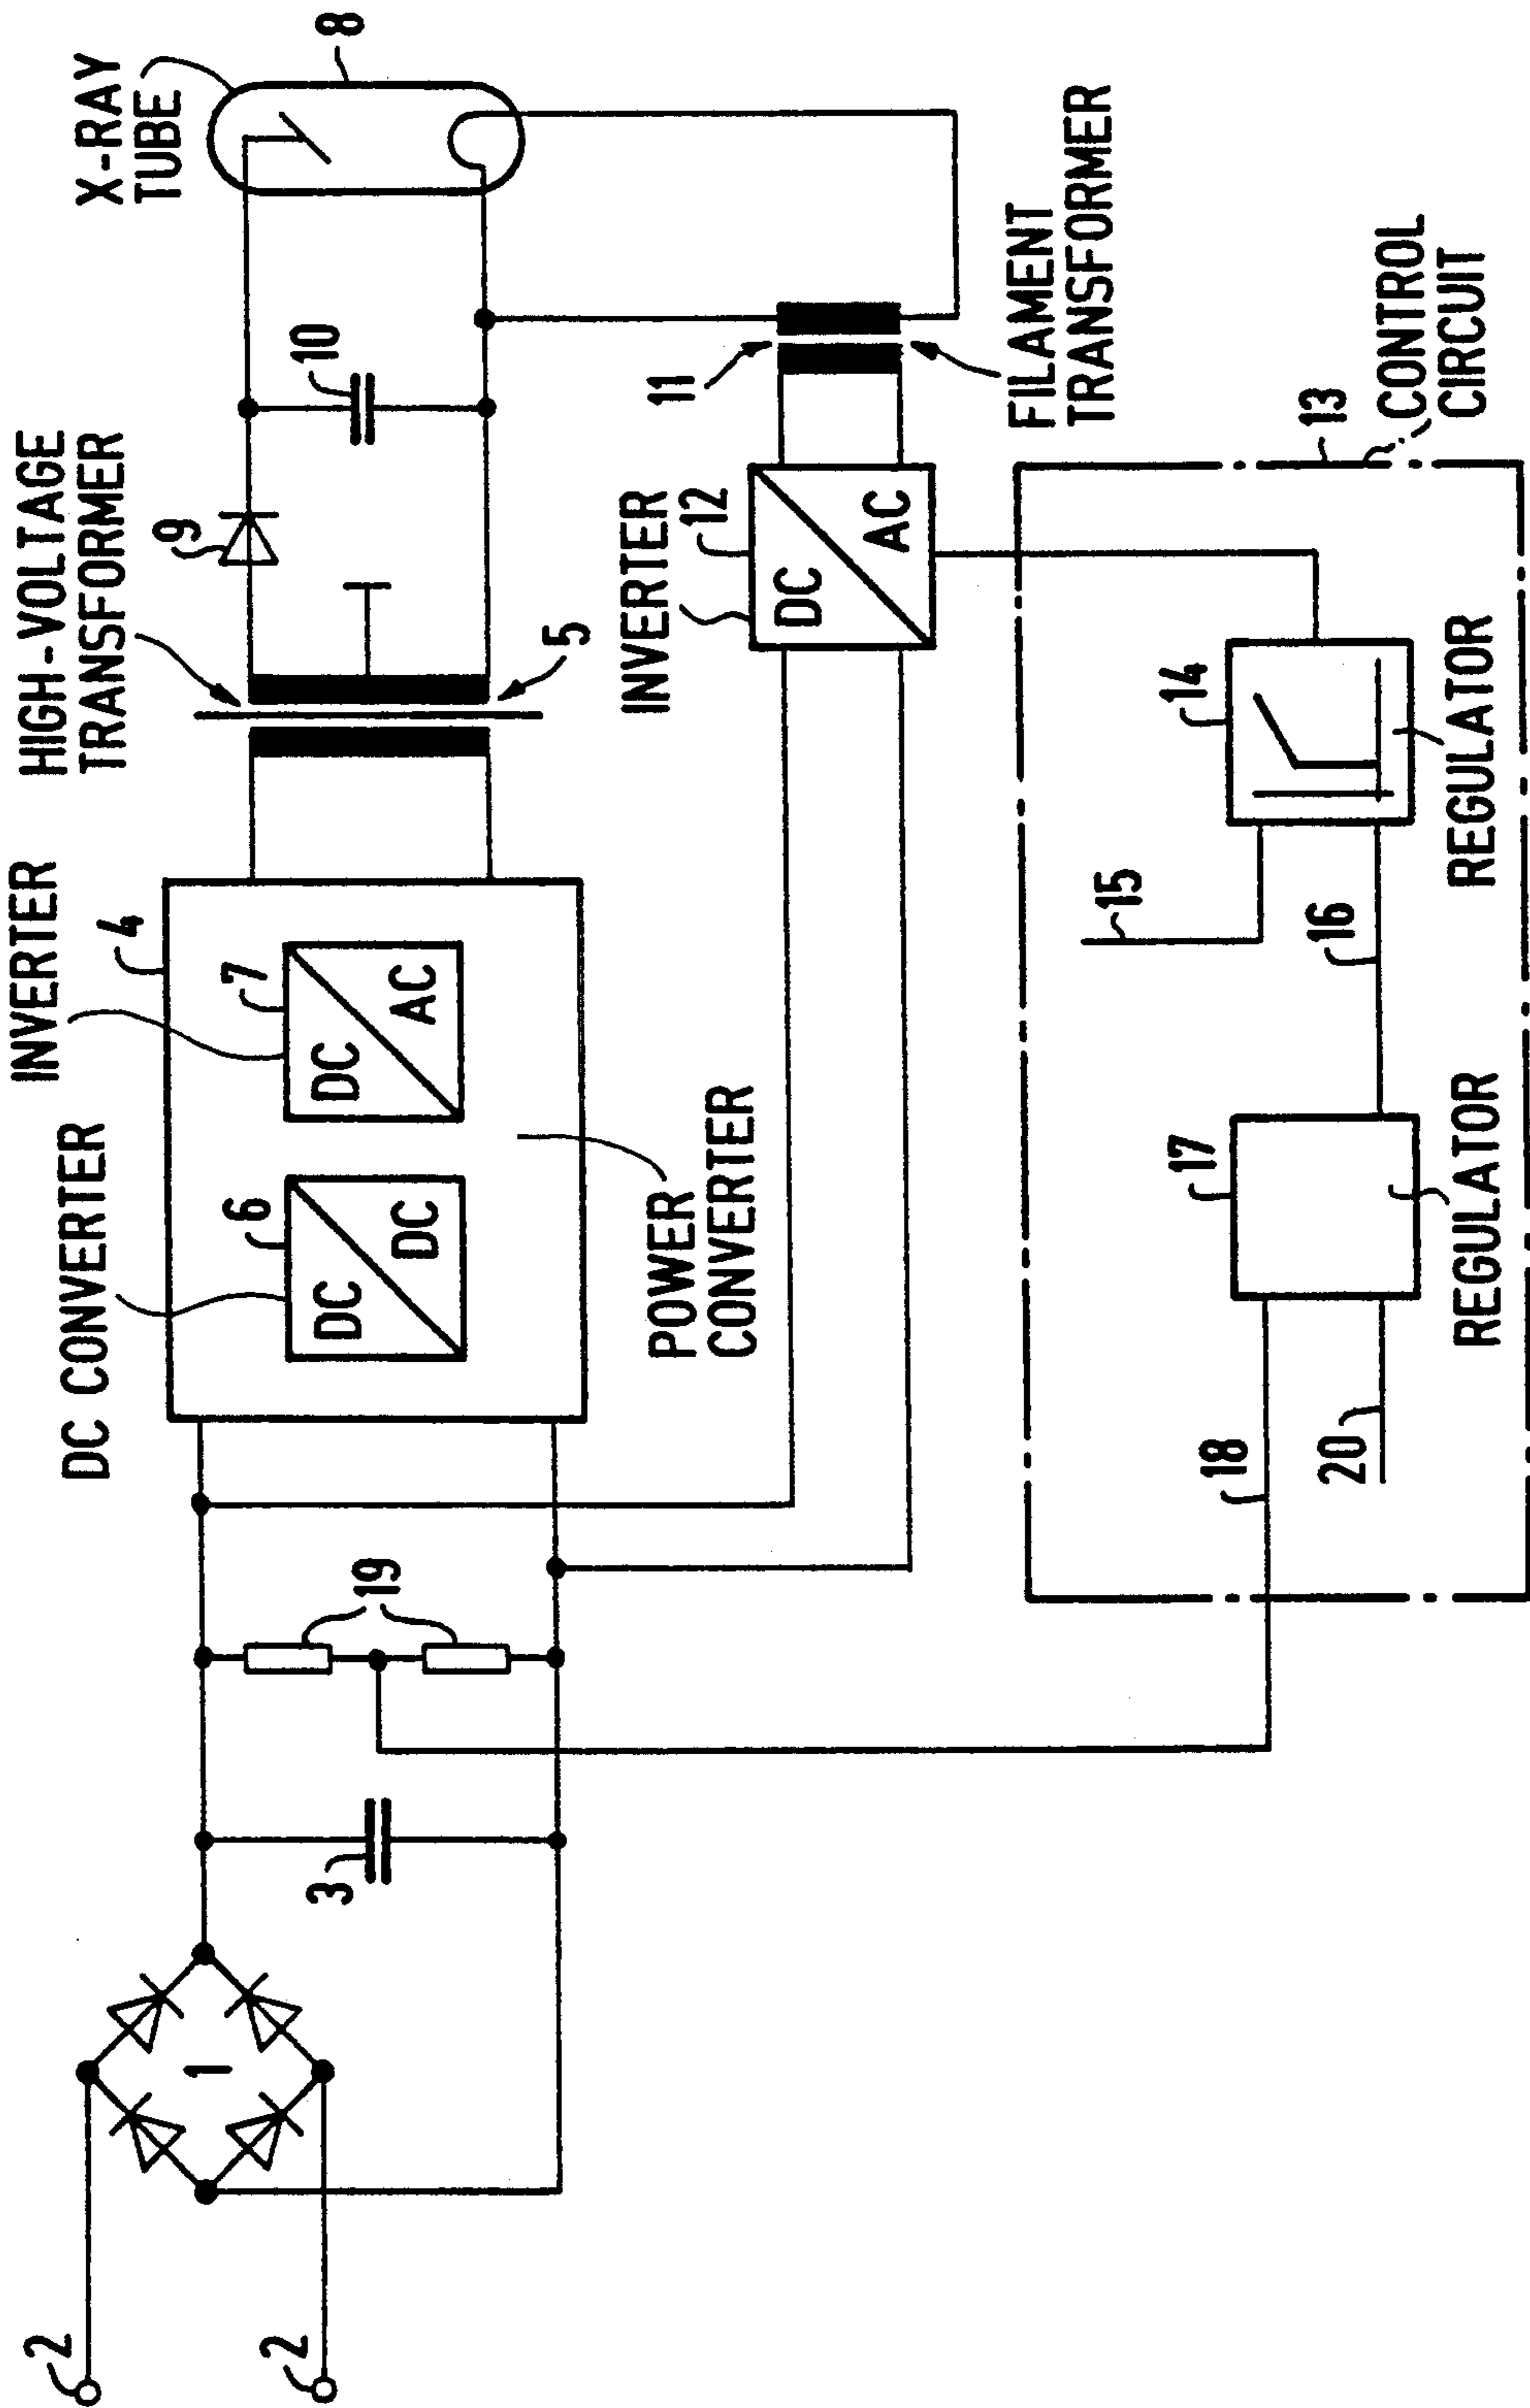 HIGH-VOLTAGE
TRANSFORMER
X-RAY
TUBE
8
INVERTER
4
7
DC
AC
DC CONVERTER
6
DC
DC
POWER
CONVERTER
9
10
5
2
2
1
3
19
INVERTER
12
DC
AC
11
FILAMENT
TRANSFORMER
13
CONTROL
CIRCUIT
14
15
REGULATOR
16
17
REGULATOR
18
20